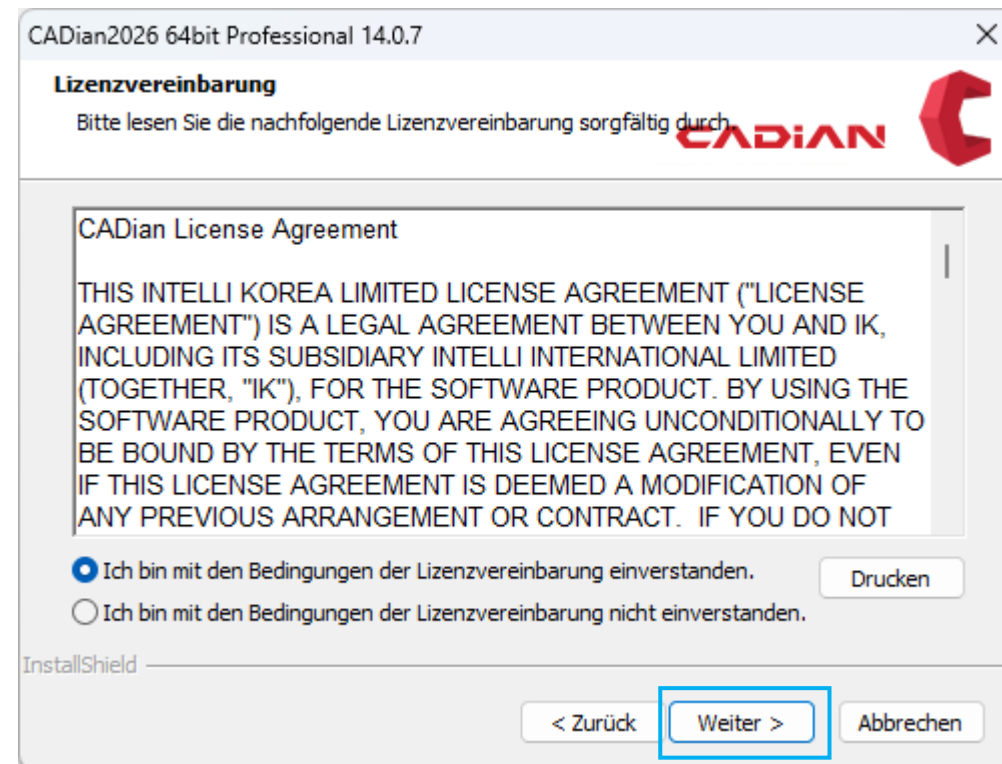 CADian2026 64bit Professional 14.0.7
Lizenzvereinbarung
Bitte lesen Sie die nachfolgende Lizenzvereinbarung sorgfältig durch.
CADiAN
CADian License Agreement
THIS INTELLI KOREA LIMITED LICENSE AGREEMENT ("LICENSE
AGREEMENT") IS A LEGAL AGREEMENT BETWEEN YOU AND IK,
INCLUDING ITS SUBSIDIARY INTELLI INTERNATIONAL LIMITED
(TOGETHER, "IK"), FOR THE SOFTWARE PRODUCT. BY USING THE
SOFTWARE PRODUCT, YOU ARE AGREEING UNCONDITIONALLY TO
BE BOUND BY THE TERMS OF THIS LICENSE AGREEMENT, EVEN
IF THIS LICENSE AGREEMENT IS DEEMED A MODIFICATION OF
ANY PREVIOUS ARRANGEMENT OR CONTRACT.  IF YOU DO NOT
Ich bin mit den Bedingungen der Lizenzvereinbarung einverstanden.
Drucken
Ich bin mit den Bedingungen der Lizenzvereinbarung nicht einverstanden.
InstallShield
< Zurück Weiter > Abbrechen